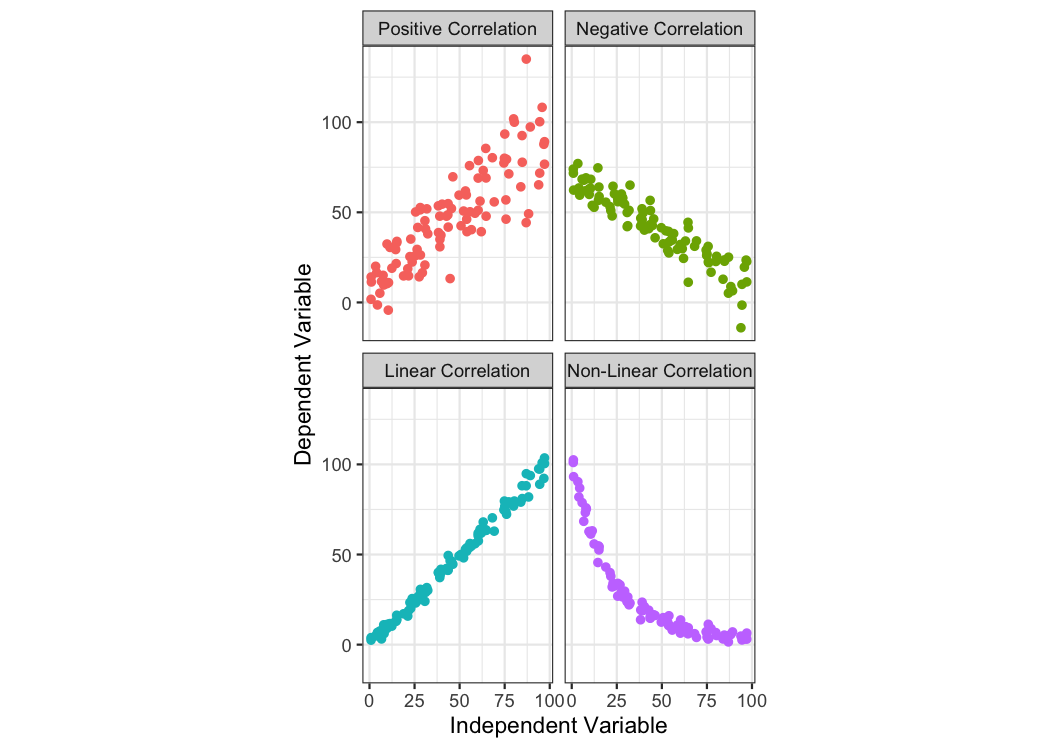 Positive Correlation
Negative Correlation
100
50
0
Dependent Variable
Linear Correlation
Non-Linear Correlation
100
50
0
0 25 50 75 100 0 25 50 75 100
Independent Variable